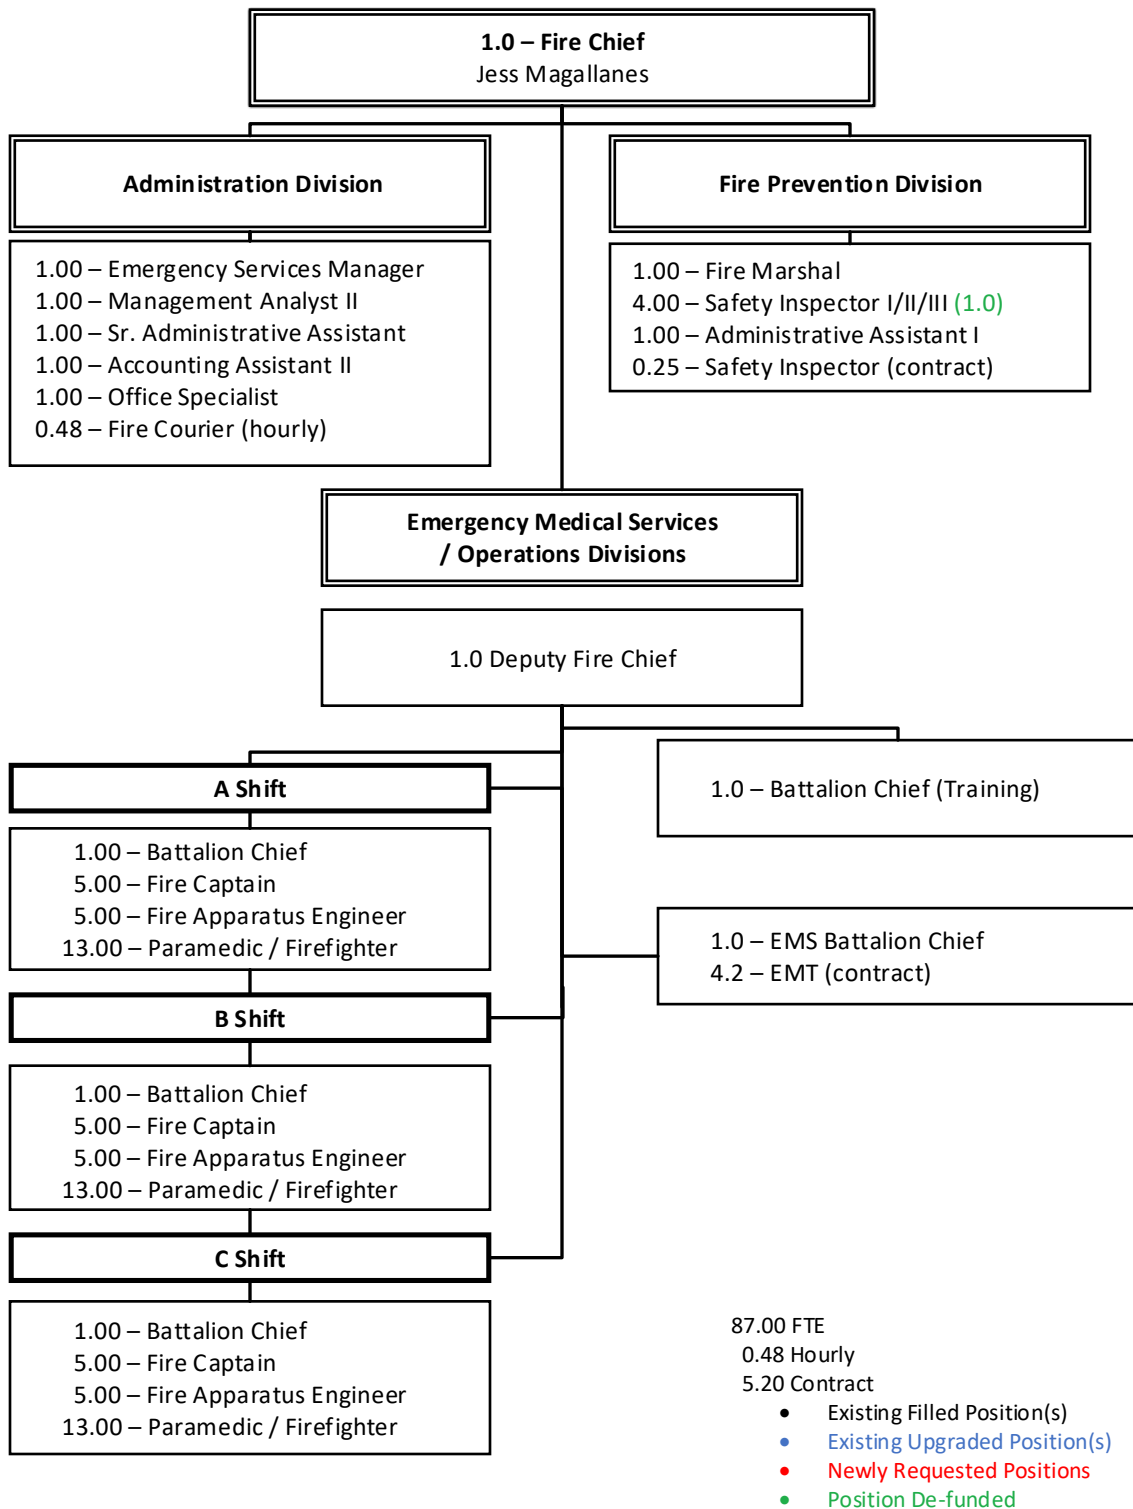 1.0 – Fire Chief
Jess Magallanes
Administration Division
Fire Prevention Division
1.00 – Emergency Services Manager
1.00 – Management Analyst II
1.00 – Sr. Administrative Assistant
1.00 – Accounting Assistant II
1.00 – Office Specialist
0.48 – Fire Courier (hourly)
1.00 – Fire Marshal
4.00 – Safety Inspector I/II/III (1.0)
1.00 – Administrative Assistant I
0.25 – Safety Inspector (contract)
Emergency Medical Services
/ Operations Divisions
1.0 Deputy Fire Chief
A Shift
1.00 – Battalion Chief
5.00 – Fire Captain
5.00 – Fire Apparatus Engineer
13.00 – Paramedic / Firefighter
1.0 – Battalion Chief (Training)
1.0 – EMS Battalion Chief
4.2 – EMT (contract)
B Shift
1.00 – Battalion Chief
5.00 – Fire Captain
5.00 – Fire Apparatus Engineer
13.00 – Paramedic / Firefighter
C Shift
1.00 – Battalion Chief
5.00 – Fire Captain
5.00 – Fire Apparatus Engineer
13.00 – Paramedic / Firefighter
87.00 FTE
0.48 Hourly
5.20 Contract
• Existing Filled Position(s)
• Existing Upgraded Position(s)
• Newly Requested Positions
• Position De-funded